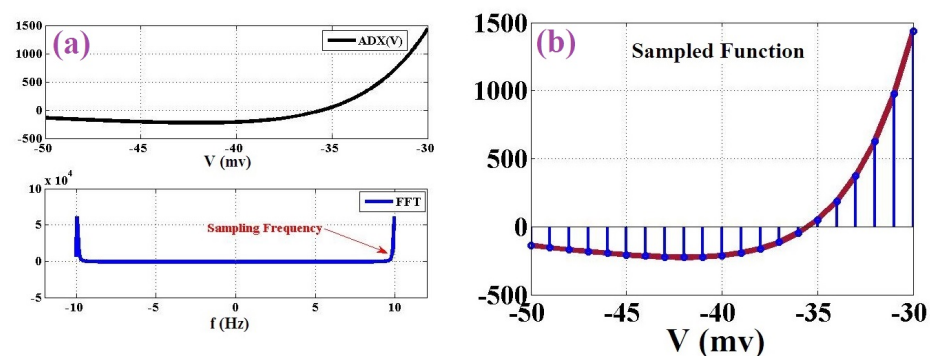 (a)
1500
1000
500
0
500
-50
-45
-40
-35
-30
V (mv)
ADX(V)
x 10^4
10
5
0
-5
-10
-5
0
5
10
f (Hz)
FFT
Sampling Frequency
(b)
Sampled Function
1500
1000
500
0
-500
-50
-45
-40
-35
-30
V (mv)